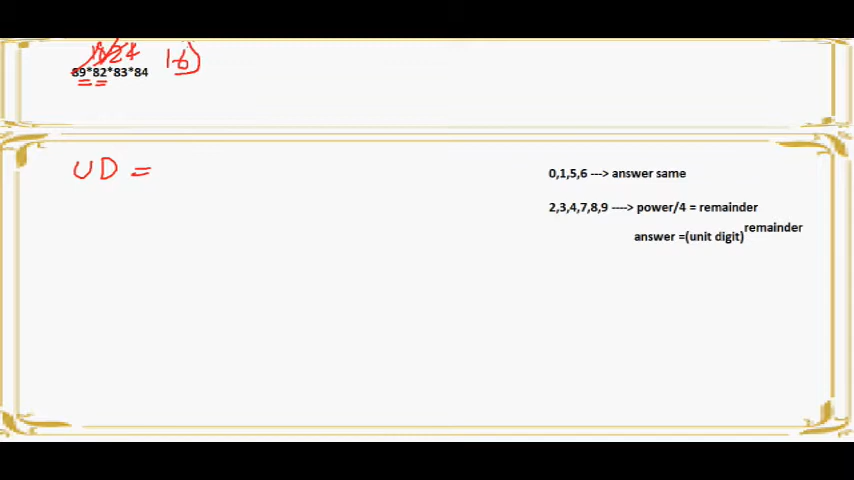 16)
89*82*83*84
UD =
0,1,5,6 ---> answer same
2,3,4,7,8,9 ----> power/4 = remainder
answer =(unit digit)remainder